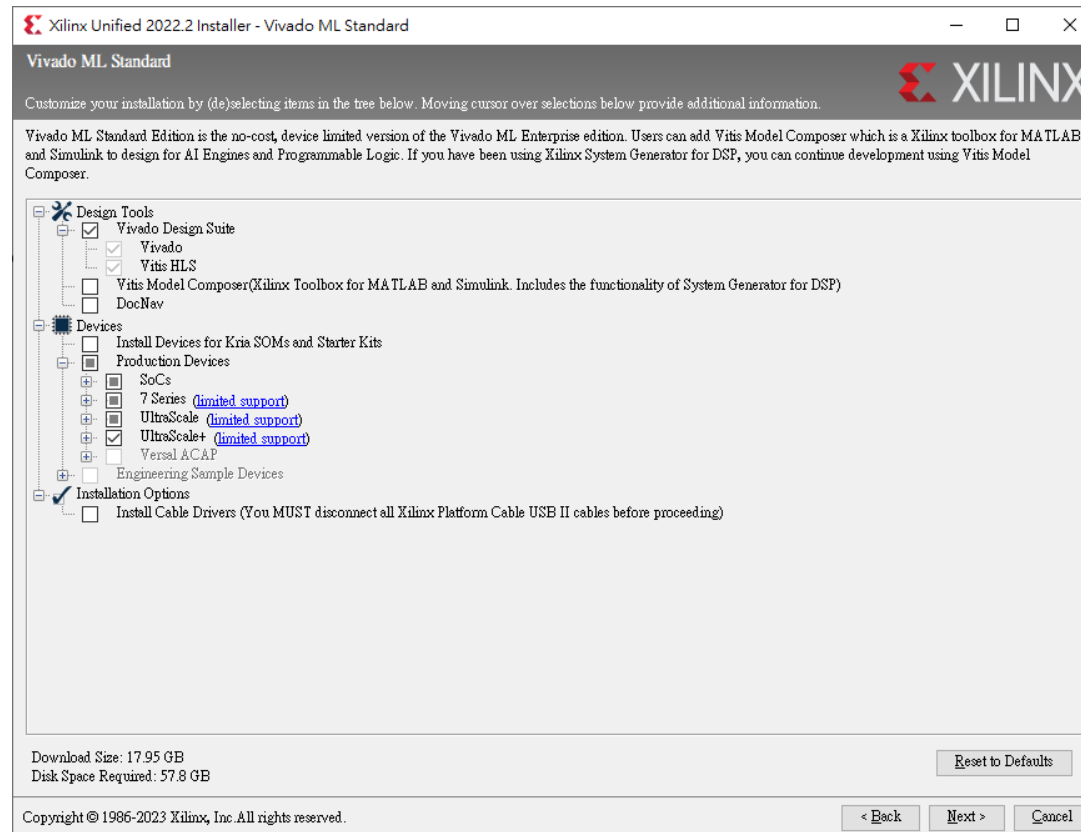 Xilinx Unified 2022.2 Installer - Vivado ML Standard
Vivado ML Standard
XILINX
Customize your installation by (de)selecting items in the tree below. Moving cursor over selections below provide additional information.
Vivado ML Standard Edition is the no-cost, device limited version of the Vivado ML Enterprise edition. Users can add Vitis Model Composer which is a Xilinx toolbox for MATLAB
and Simulink to design for AI Engines and Programmable Logic. If you have been using Xilinx System Generator for DSP, you can continue development using Vitis Model
Composer.
Design Tools
Vivado Design Suite
Vivado
Vitis HLS
Vitis Model Composer(Xilinx Toolbox for MATLAB and Simulink. Includes the functionality of System Generator for DSP)
DocNav
Devices
Install Devices for Kria SOMs and Starter Kits
Production Devices
SoCs
7 Series (limited support)
UltraScale (limited support)
UltraScale+ (limited support)
Versal ACAP
Engineering Sample Devices
Installation Options
Install Cable Drivers (You MUST disconnect all Xilinx Platform Cable USB II cables before proceeding)
Download Size: 17.95 GB
Disk Space Required: 57.8 GB
Reset to Defaults
Copyright © 1986-2023 Xilinx, Inc.All rights reserved.
< Back
Next >
Cancel